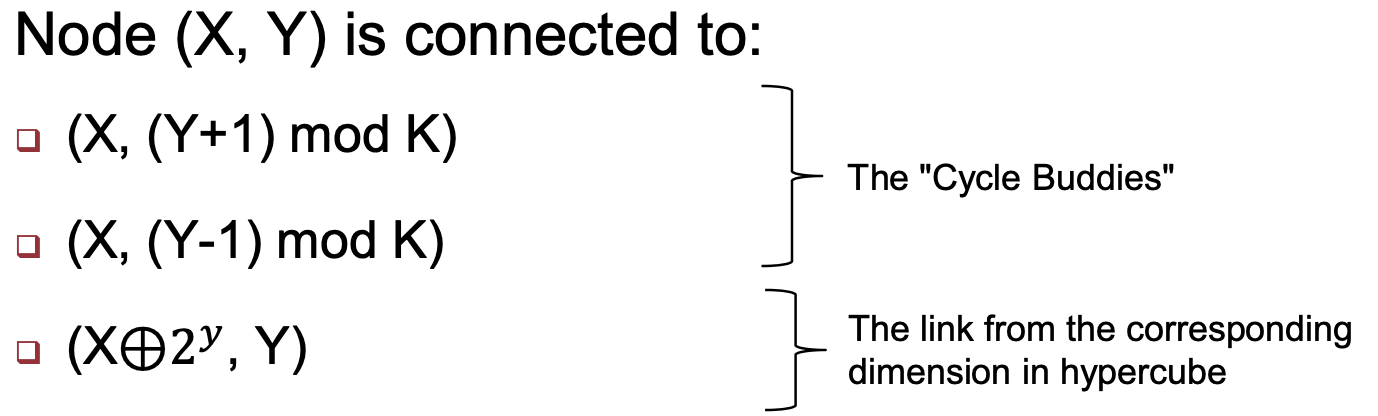 Node (X, Y) is connected to:
❑ (X, (Y+1) mod K)
The "Cycle Buddies"
❑ (X, (Y-1) mod K)
❑ (X⊕2^y, Y)
The link from the corresponding
dimension in hypercube